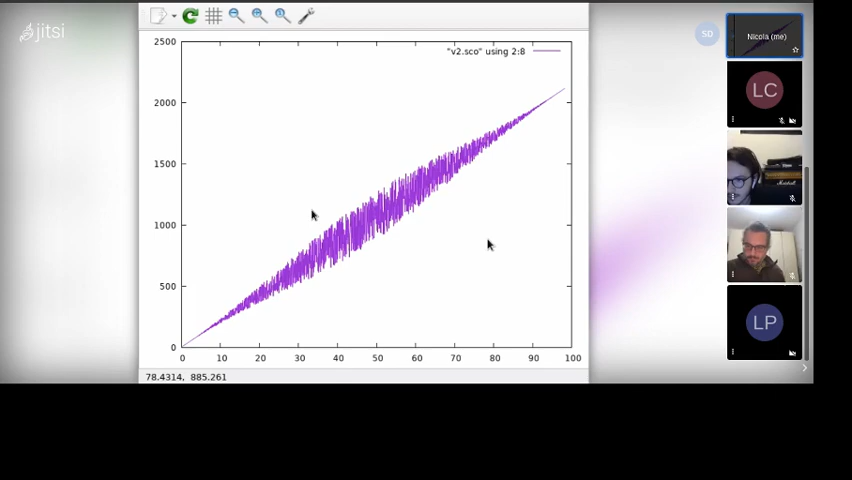 jitsi
2500
2000
1500
1000
500
0
"v2.sco" using 2:8
0 10 20 30 40 50 60 70 80 90 100
78.4314, 885.261
SD
Nicola (me)
LC
Marshall
LP